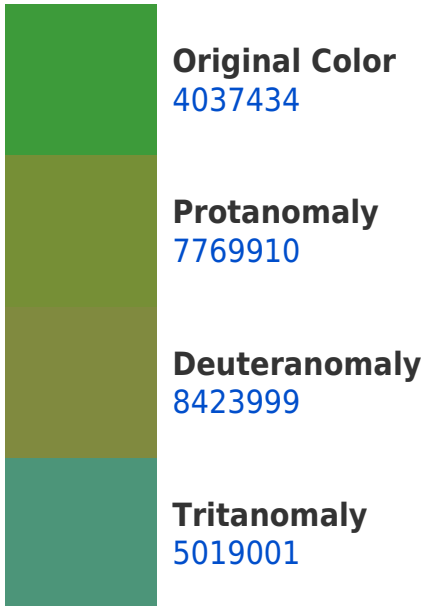 Original Color
4037434
Protanomaly
7769910
Deuteranomaly
8423999
Tritanomaly
5019001